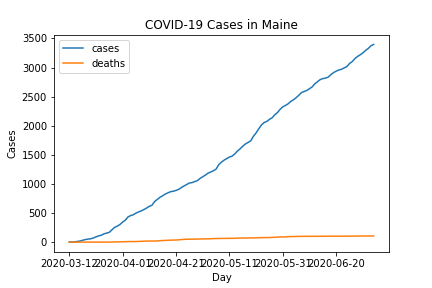 COVID-19 Cases in Maine
cases
deaths
3500
3000
2500
2000
1500
1000
500
0
Cases
2020-03-12 2020-04-01 2020-04-21 2020-05-11 2020-05-31 2020-06-20
Day